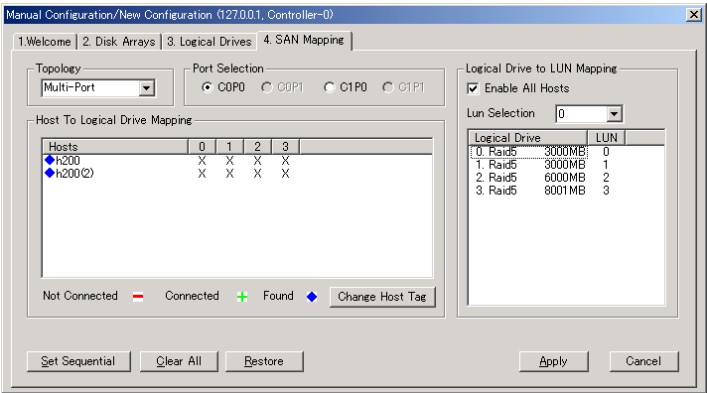 Manual Configuration/New Configuration (127.0.0.1, Controller-0)
1.Welcome 2. Disk Arrays 3. Logical Drives 4. SAN Mapping
Topology
Multi-Port
Port Selection
C0P0 C0P1 C1P0 C1P1
Host To Logical Drive Mapping
Hosts 0 1 2 3
h200 X X X X
h200(2) X X X X
Not Connected Connected Found Change Host Tag
Logical Drive to LUN Mapping
Enable All Hosts
Lun Selection 0
Logical Drive LUN
0. Raid5 3000MB 0
1. Raid5 3000MB 1
2. Raid5 6000MB 2
3. Raid5 8001MB 3
Set Sequential Clear All Restore Apply Cancel